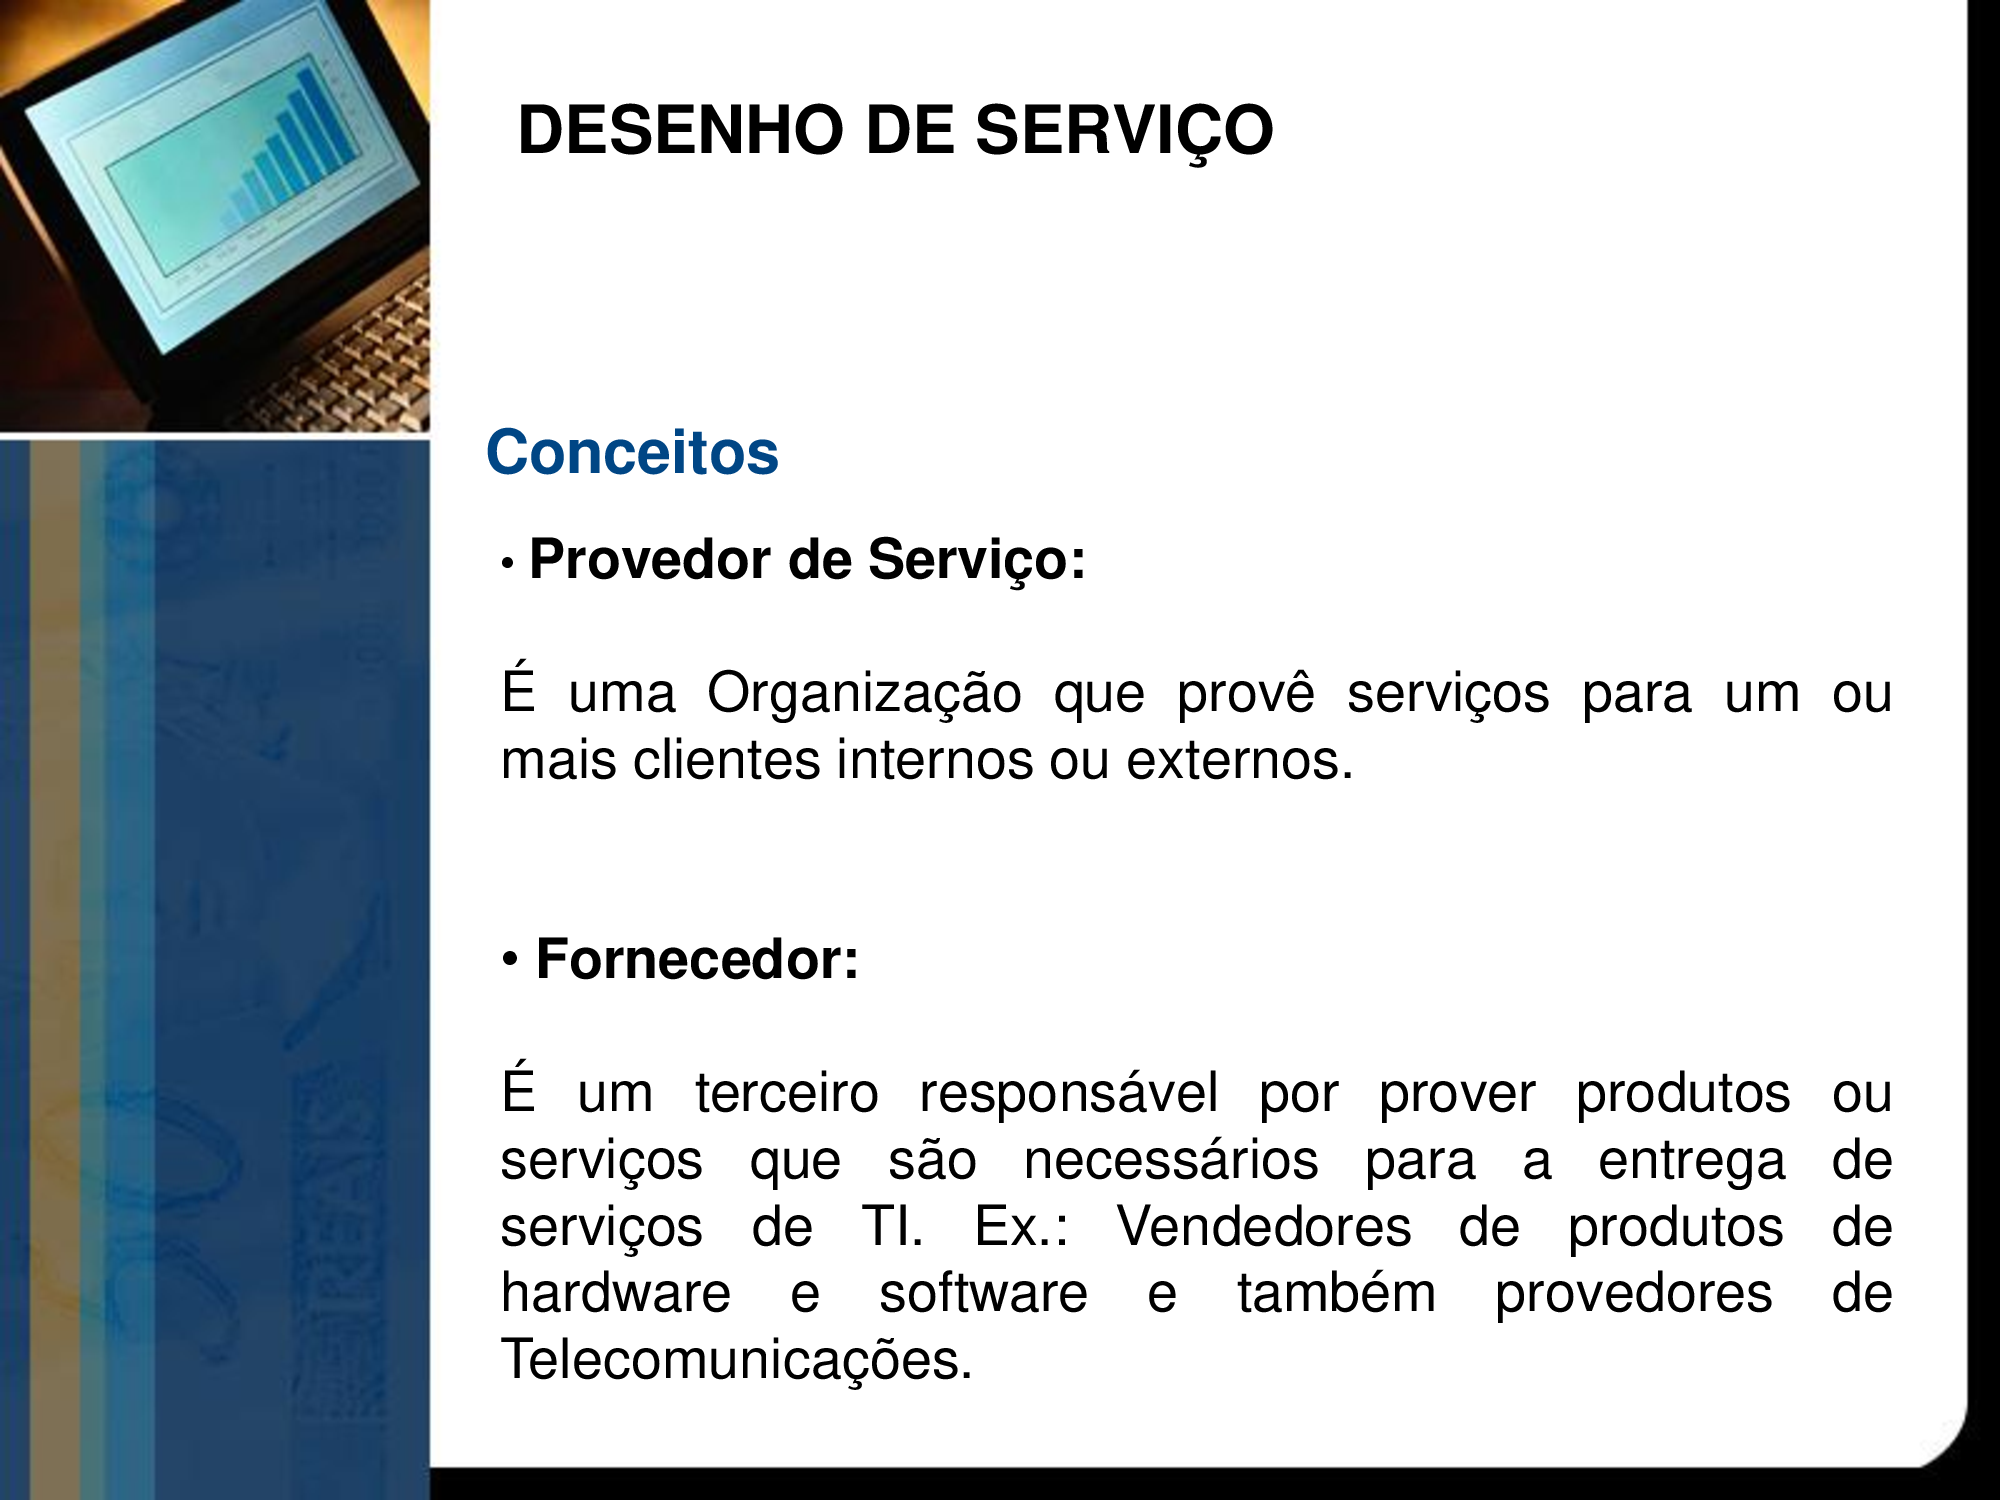 DESENHO DE SERVIÇO
Conceitos
• Provedor de Serviço:
É uma Organização que provê serviços para um ou
mais clientes internos ou externos.
• Fornecedor:
É um terceiro responsável por prover produtos ou
serviços que são necessários para a entrega de
serviços de TI. Ex.: Vendedores de produtos de
hardware e software e também provedores de
Telecomunicações.
REAIS